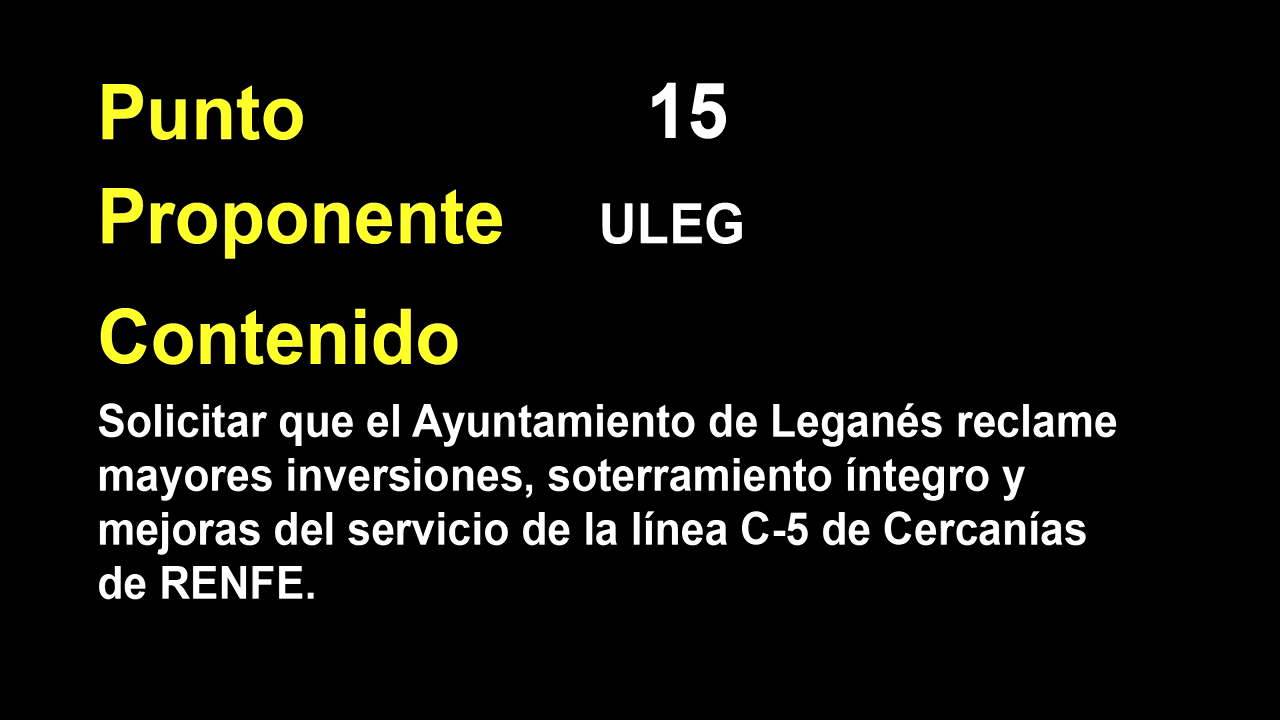 Punto 15
Proponente ULEG
Contenido
Solicitar que el Ayuntamiento de Leganés reclame
mayores inversiones, soterramiento íntegro y
mejoras del servicio de la línea C-5 de Cercanías
de RENFE.